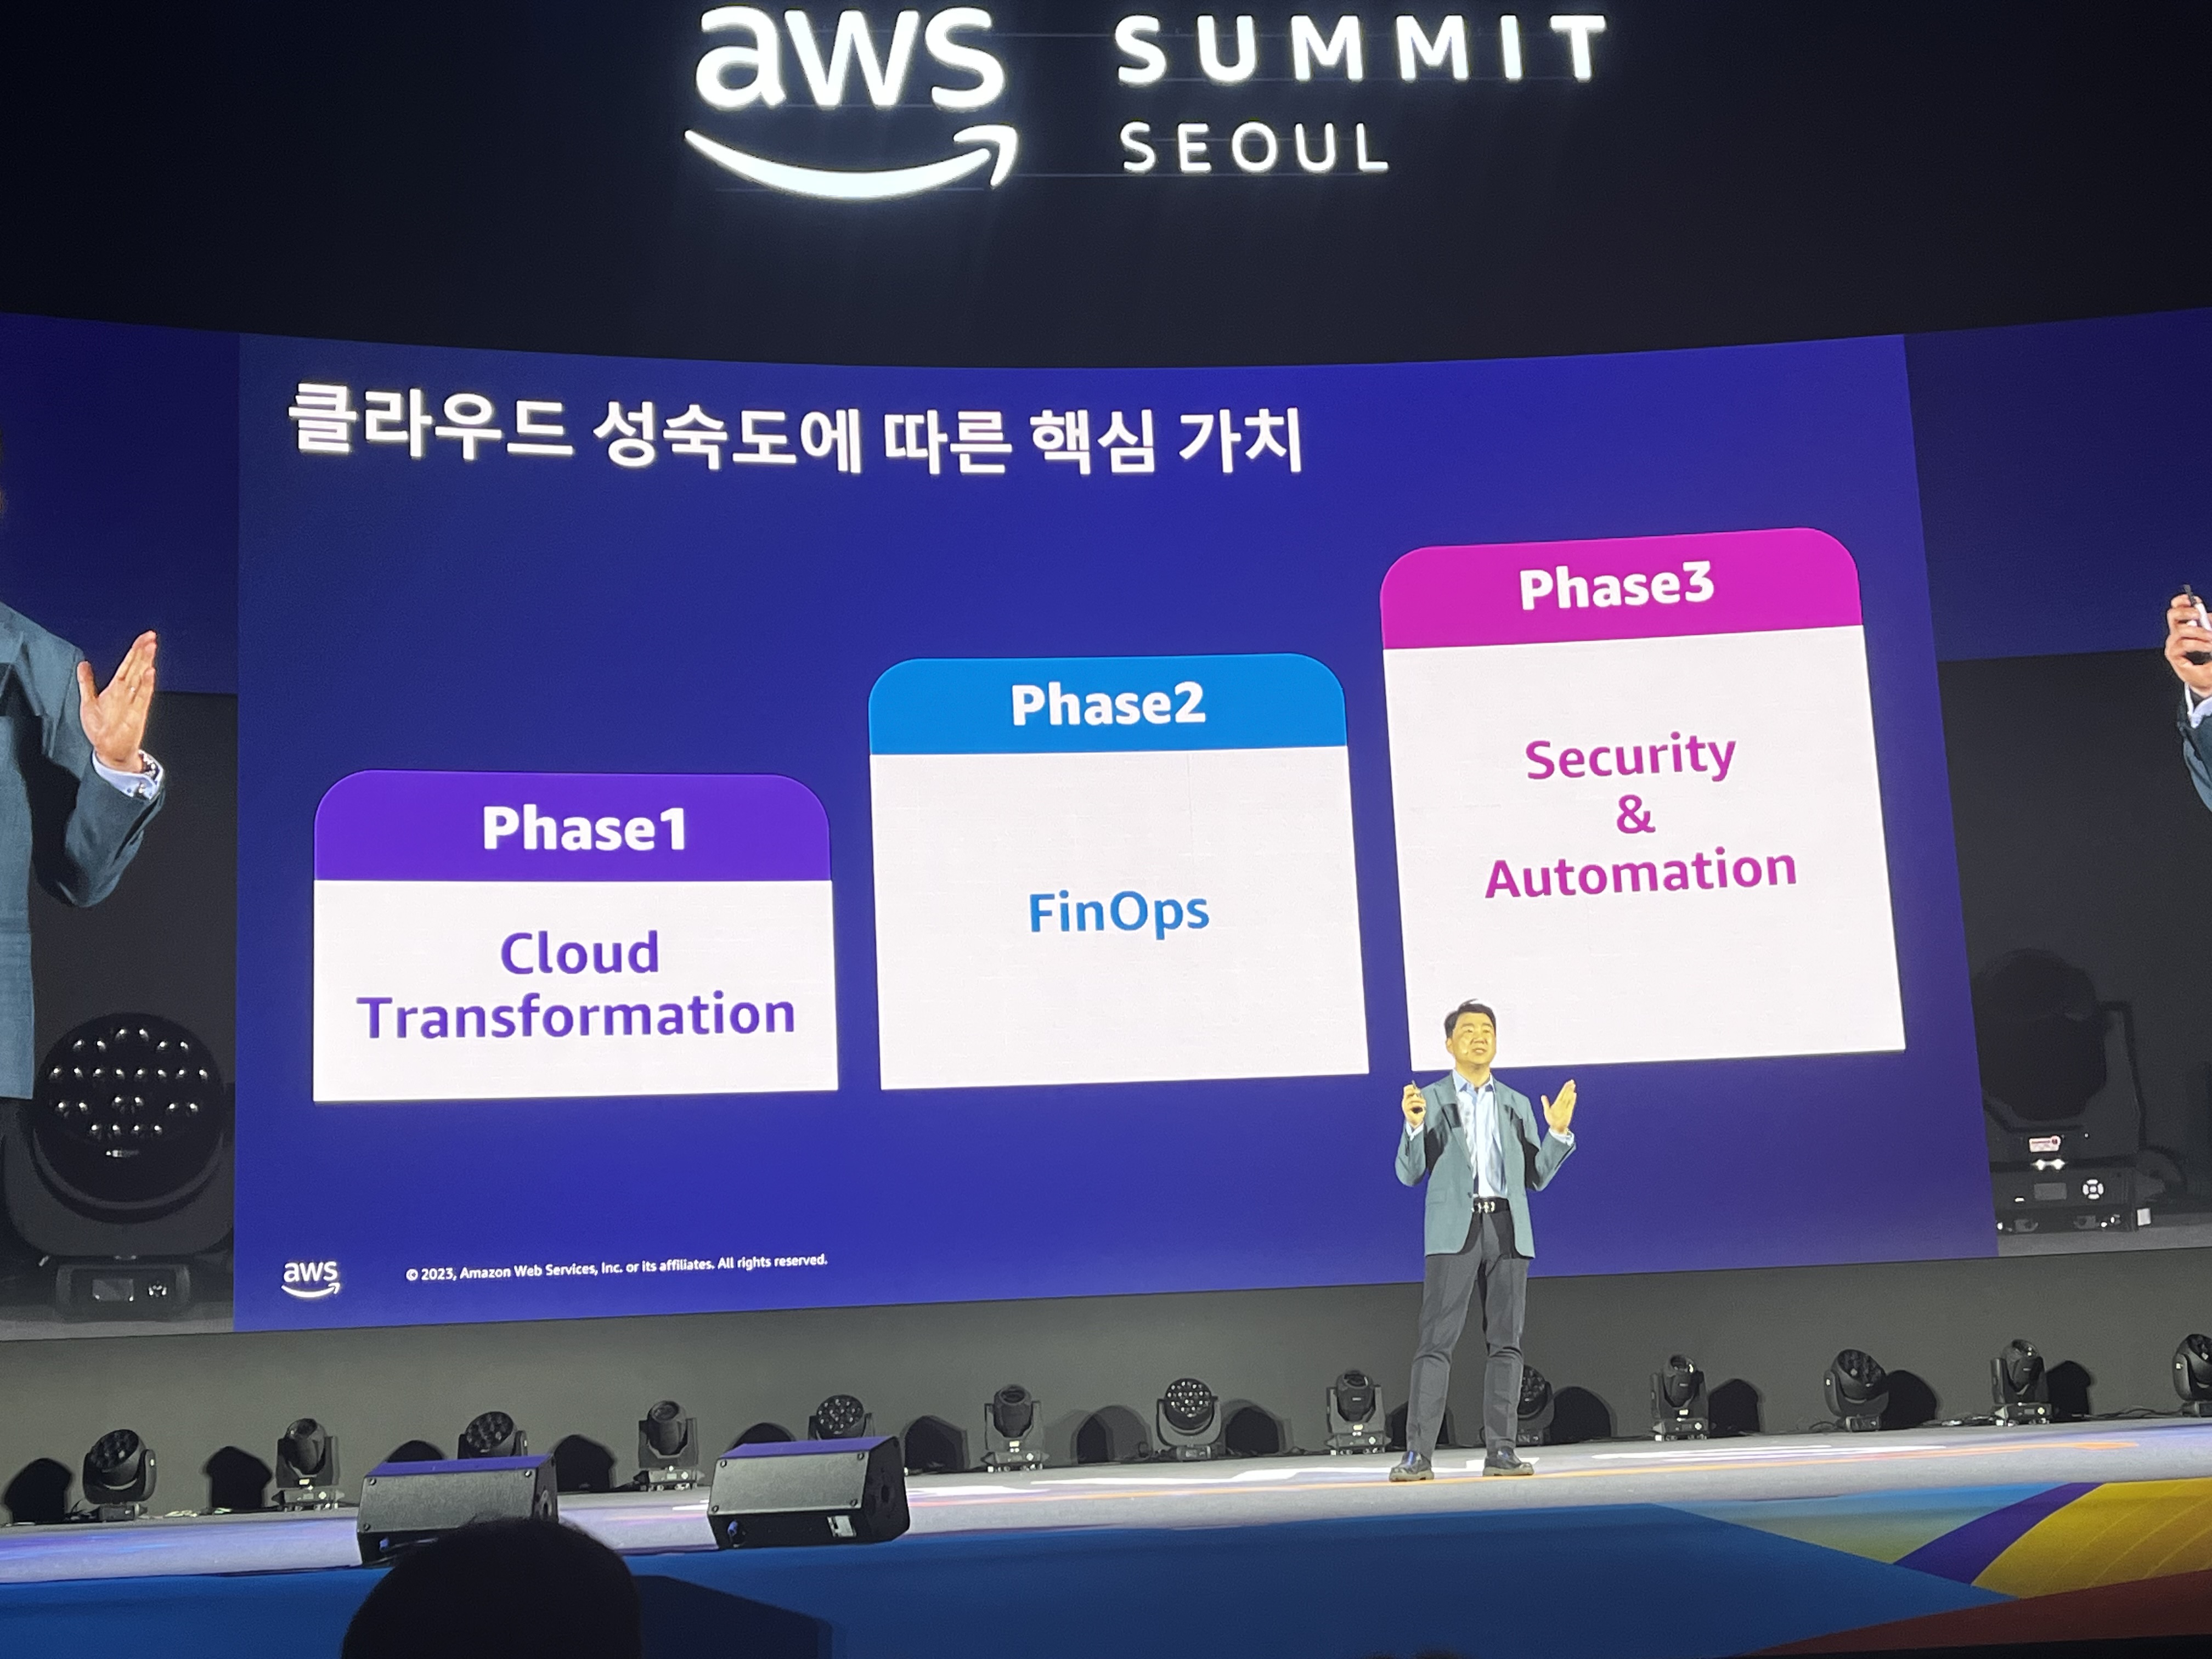 aws
SUMMIT
SEOUL
클라우드 성숙도에 따른 핵심 가치
Phase1
Cloud
Transformation
Phase2
FinOps
Phase3
Security
&
Automation
aws
© 2023, Amazon Web Services, Inc. or its affiliates. All rights reserved.